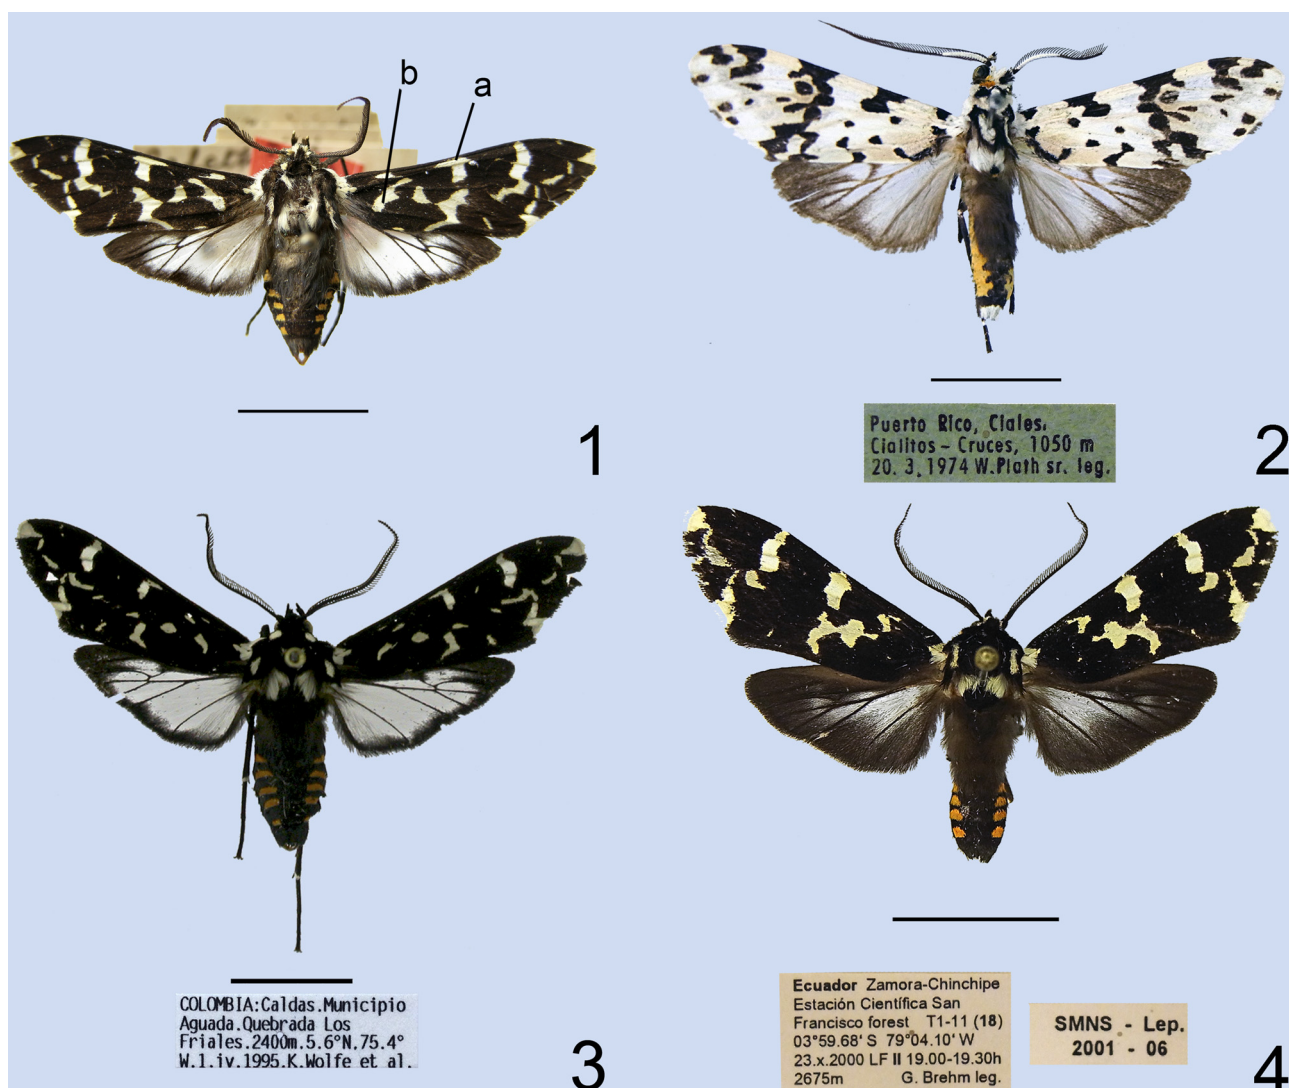 b
a
1
Puerto Rico, Ciales.
Cialitos - Cruces, 1050 m
20. 3. 1974 W.Plath sr. leg.
2
COLOMBIA:Caldas.Municipio
Aguada.Quebrada Los
Friales.2400m.5.6°N.75.4°
W.1.iv.1995.K.Wolfe et al.
3
Ecuador Zamora-Chinchipe
Estación Científica San
Francisco forest T1-11 (18)
03°59.68' S 79°04.10' W
23.x.2000 LF II 19.00-19.30h
2675m G. Brehm leg.
SMNS - Lep.
2001 - 06
4